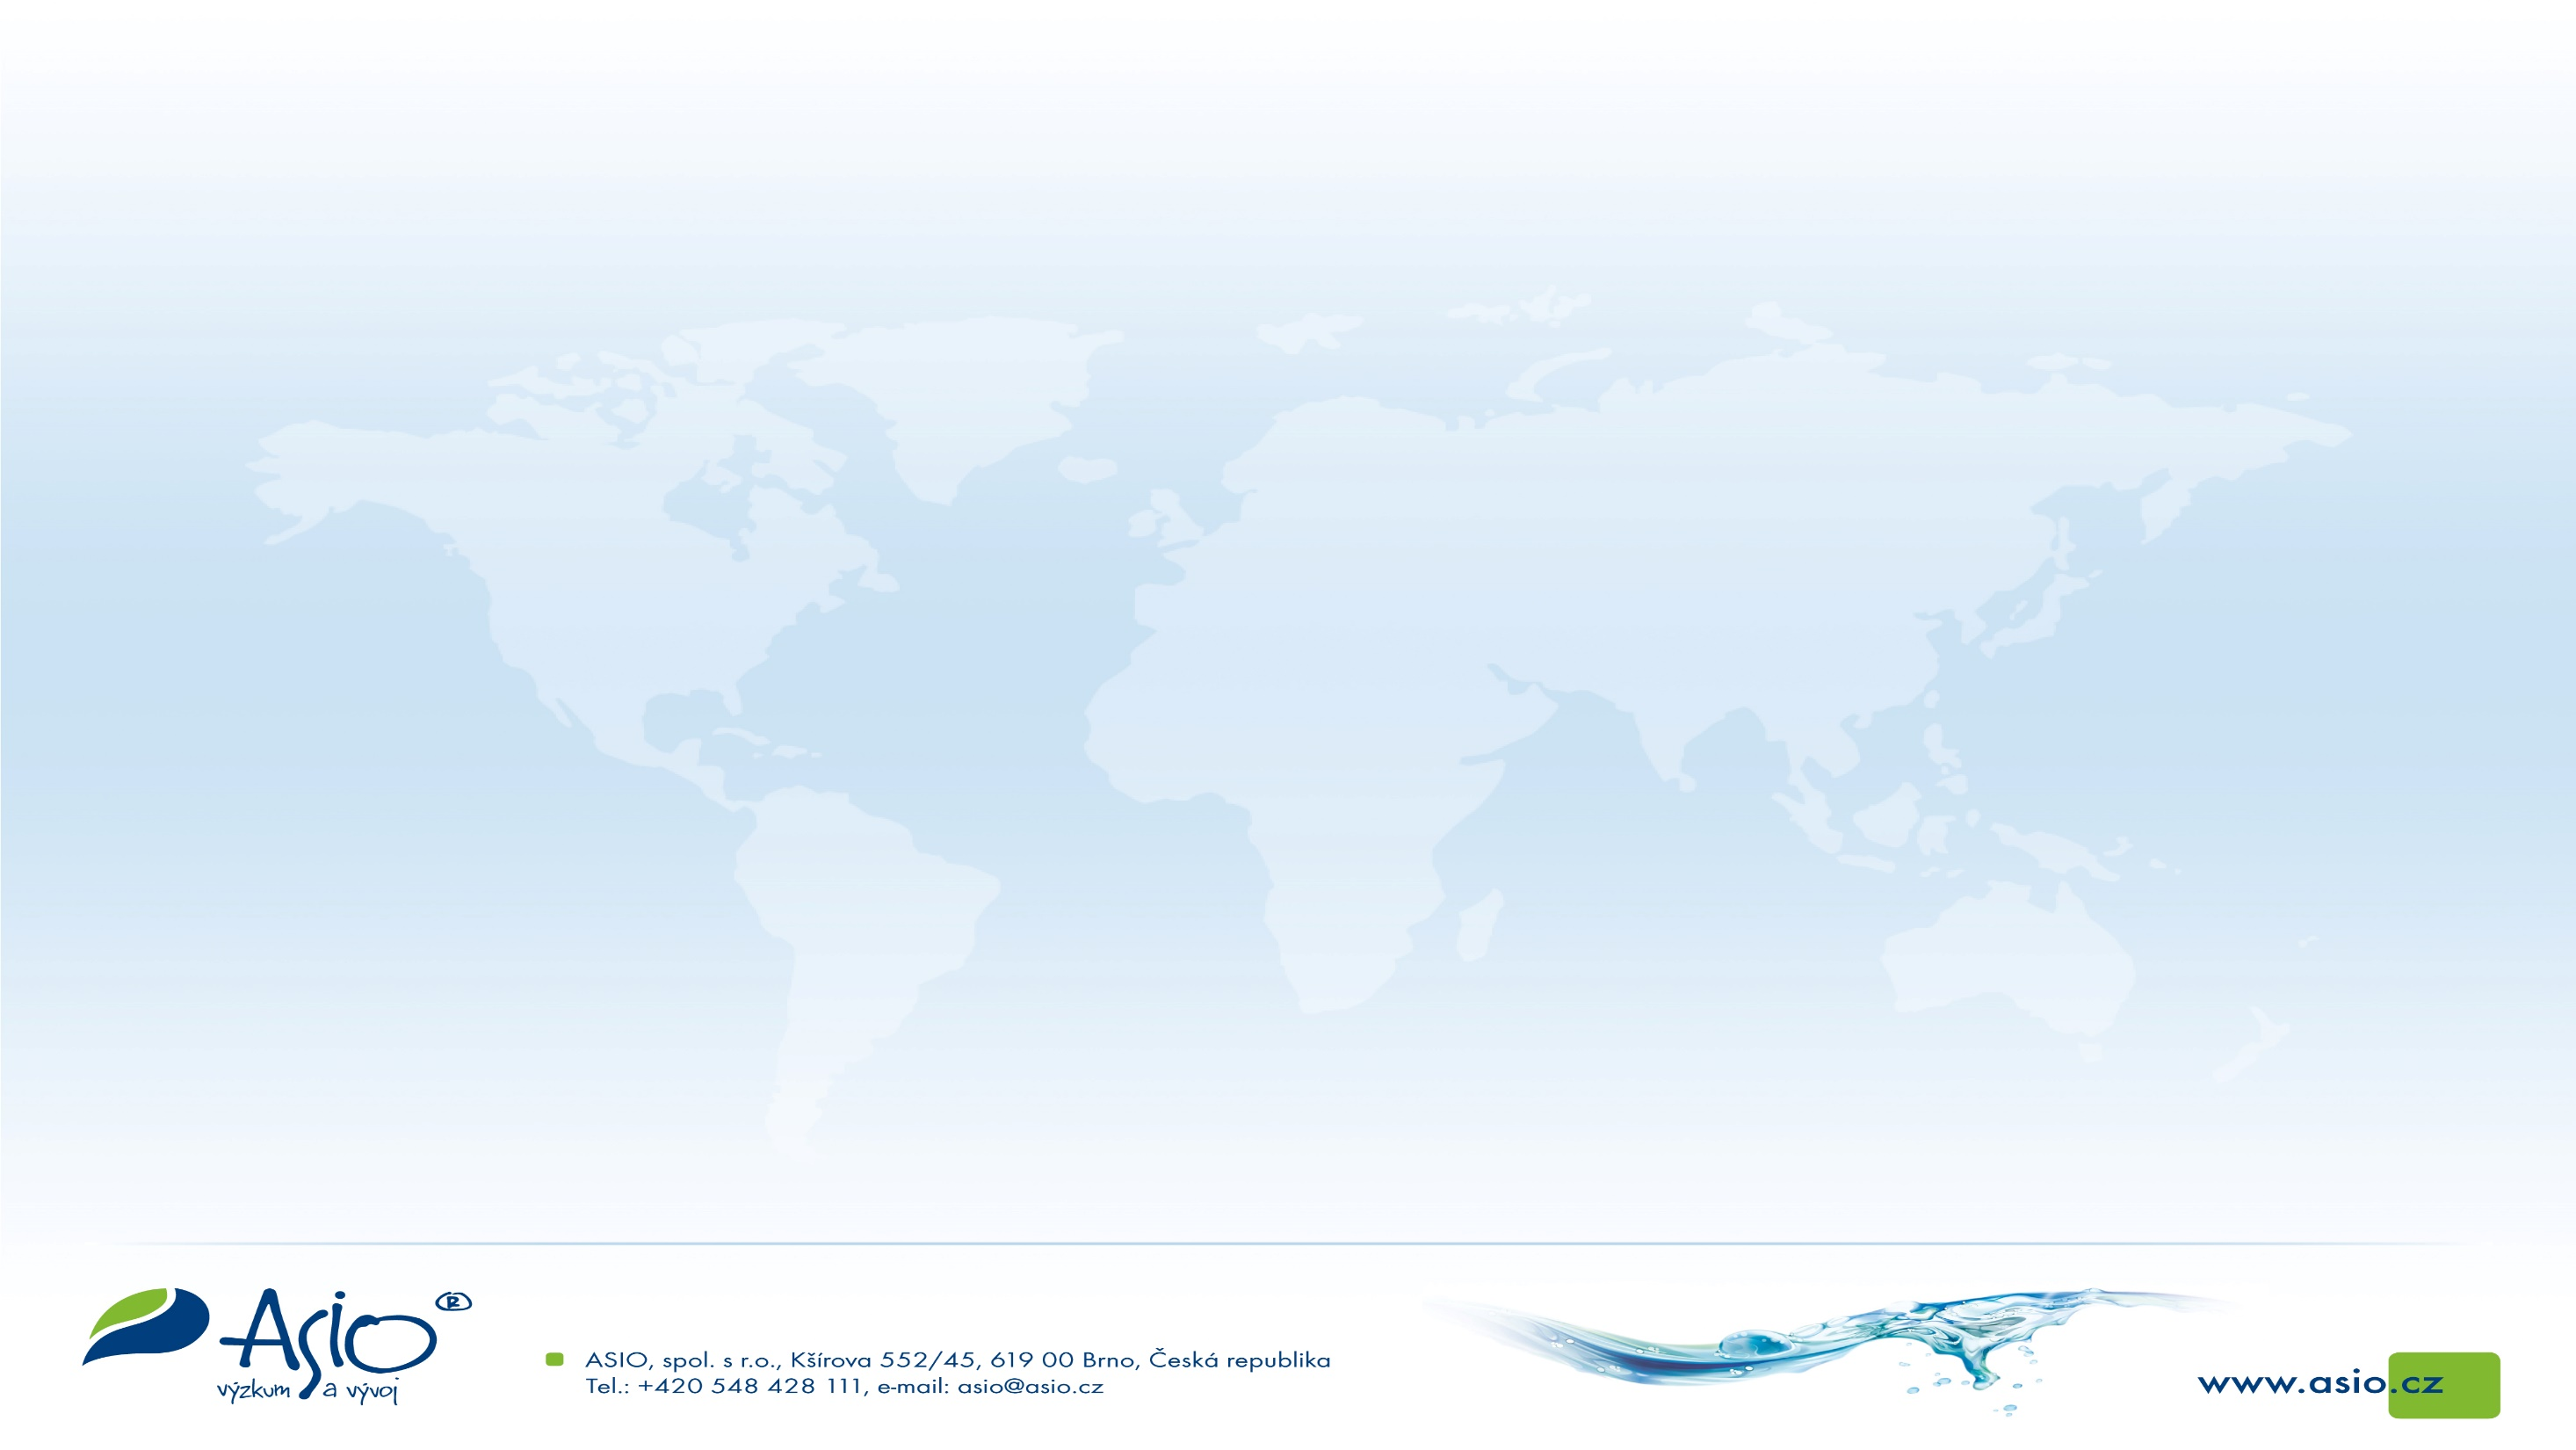 Asio®
výzkum a vývoj
ASIO, spol. s r.o., Kšírova 552/45, 619 00 Brno, Česká republika
Tel.: +420 548 428 111, e-mail: asio@asio.cz
www.asio.cz